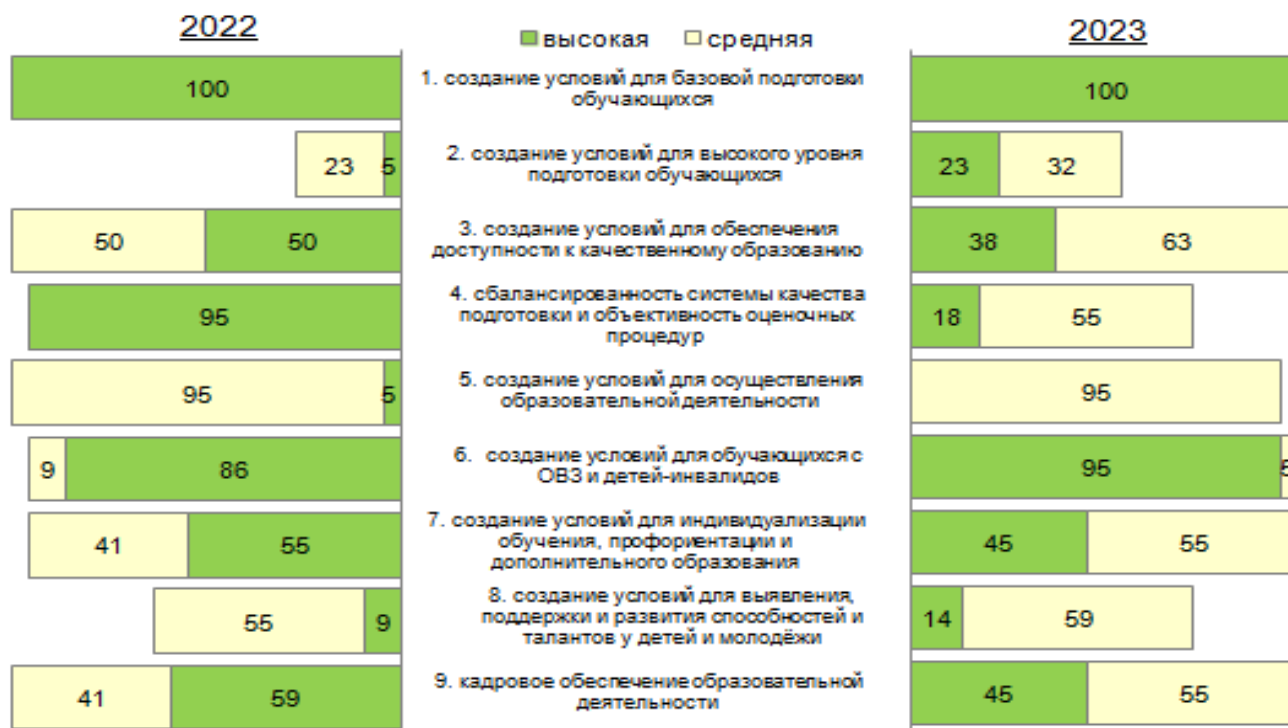 2022
высокая средняя
2023
100
1. создание условий для базовой подготовки
обучающихся
100
23 5
2. создание условий для высокого уровня
подготовки обучающихся
23 32
50 50
3. создание условий для обеспечения
доступности к качественному образованию
38 63
95
4. сбалансированность системы качества
подготовки и объективность оценочных
процедур
18 55
95 5
5. создание условий для осуществления
образовательной деятельности
95
9 86
6. создание условий для обучающихся с
ОВЗ и детей-инвалидов
95 5
41 55
7. создание условий для индивидуализации
обучения, профориентации и
дополнительного образования
45 55
55 9
8. создание условий для выявления,
поддержки и развития способностей и
талантов у детей и молодёжи
14 59
41 59
9. кадровое обеспечение образовательной
деятельности
45 55